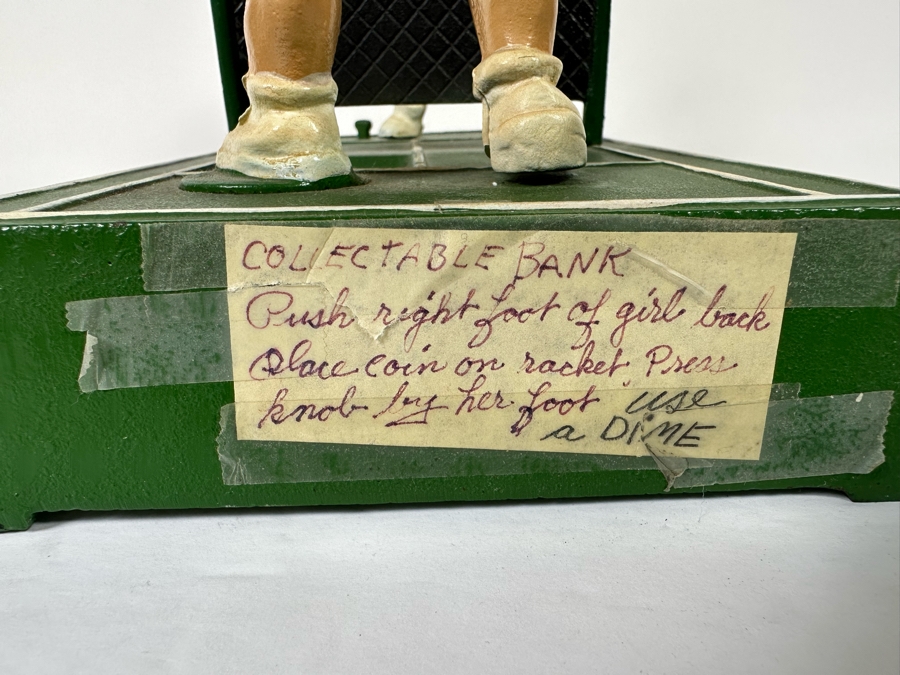 COLLECTABLE BANK
Push right foot of girl back
place coin on racket. Press
knob by her foot use
a DIME